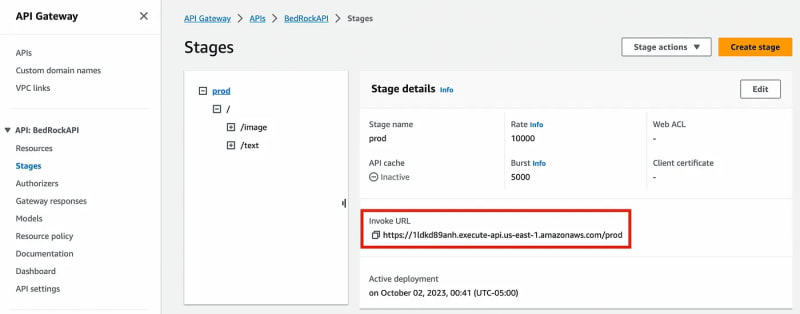 API Gateway
APIs
Custom domain names
VPC links
API: BedRockAPI
Resources
Stages
Authorizers
Gateway responses
Models
Resource policy
Documentation
Dashboard
API settings
API Gateway > APIs > BedRockAPI > Stages
Stages
Stage actions
Create stage
prod
/
/image
/text
Stage details Info
Edit
Stage name
prod
Rate Info
10000
Web ACL
-
API cache
Inactive
Burst Info
5000
Client certificate
-
Invoke URL
https://1ldkd89anh.execute-api.us-east-1.amazonaws.com/prod
Active deployment
on October 02, 2023, 00:41 (UTC-05:00)